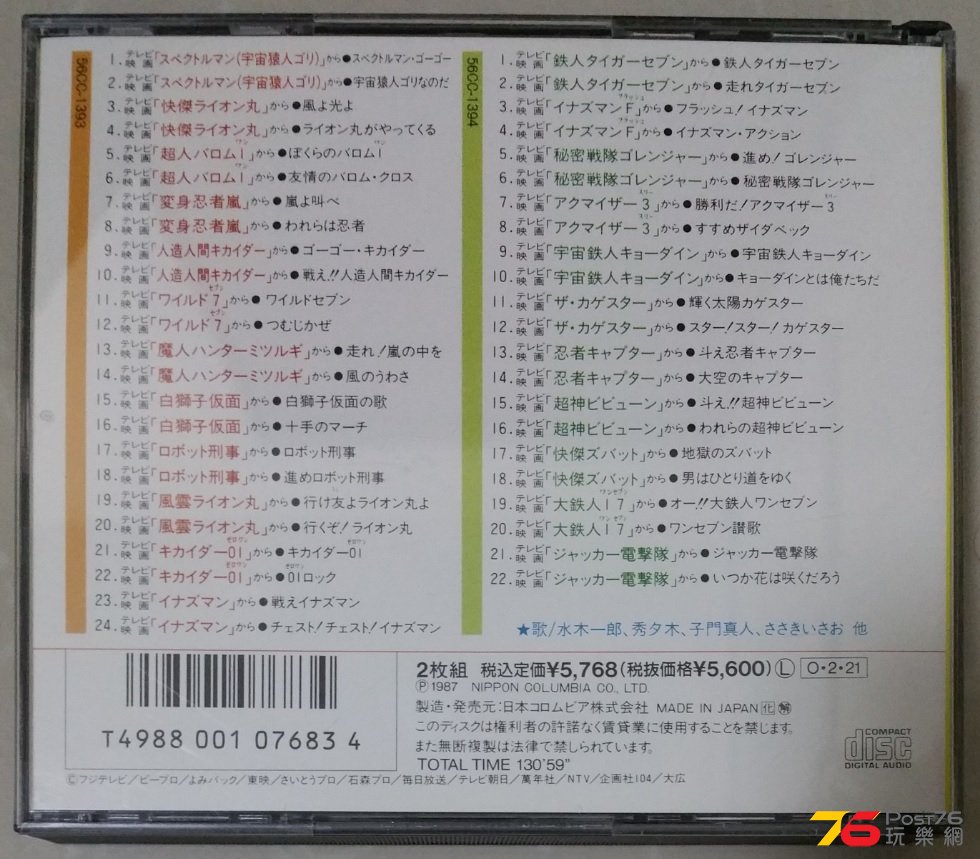 56CC-1393
1. テレビ映画「スペクトルマン(宇宙猿人ゴリ)」から●スペクトルマン・ゴーゴー
2. テレビ映画「スペクトルマン(宇宙猿人ゴリ)」から●宇宙猿人ゴリなのだ
3. テレビ映画「快傑ライオン丸」から●風よ光よ
4. テレビ映画「快傑ライオン丸」から●ライオン丸がやってくる
5. テレビ映画「超人バロム1」から●ぼくらのバロム1
6. テレビ映画「超人バロム1」から●友情のバロム・クロス
7. テレビ映画「変身忍者嵐」から●嵐よ叫べ
8. テレビ映画「変身忍者嵐」から●われらは忍者
9. テレビ映画「人造人間キカイダー」から●ゴーゴー・キカイダー
10. テレビ映画「人造人間キカイダー」から●戦え!!人造人間キカイダー
11. テレビ映画「ワイルド7」から●ワイルドセブン
12. テレビ映画「ワイルド7」から●つむじかぜ
13. テレビ映画「魔人ハンターミツルギ」から●走れ!嵐の中を
14. テレビ映画「魔人ハンターミツルギ」から●風のうわさ
15. テレビ映画「白獅子仮面」から●白獅子仮面の歌
16. テレビ映画「白獅子仮面」から●十手のマーチ
17. テレビ映画「ロボット刑事」から●ロボット刑事
18. テレビ映画「ロボット刑事」から●進めロボット刑事
19. テレビ映画「風雲ライオン丸」から●行け友よライオン丸よ
20. テレビ映画「風雲ライオン丸」から●行くぞ!ライオン丸
21. テレビ映画「キカイダー01」から●キカイダー01
22. テレビ映画「キカイダー01」から●01ロック
23. テレビ映画「イナズマン」から●戦えイナズマン
24. テレビ映画「イナズマン」から●チェスト!チェスト!イナズマン
56CC-1394
1. テレビ映画「鉄人タイガーセブン」から●鉄人タイガーセブン
2. テレビ映画「鉄人タイガーセブン」から●走れタイガーセブン
3. テレビ映画「イナズマンF」から●フラッシュ!イナズマン
4. テレビ映画「イナズマンF」から●イナズマン・アクション
5. テレビ映画「秘密戦隊ゴレンジャー」から●進め!ゴレンジャー
6. テレビ映画「秘密戦隊ゴレンジャー」から●秘密戦隊ゴレンジャー
7. テレビ映画「アクマイザー3」から●勝利だ!アクマイザー3
8. テレビ映画「アクマイザー3」から●すすめザイダベック
9. テレビ映画「宇宙鉄人キョーダイン」から●宇宙鉄人キョーダイン
10. テレビ映画「宇宙鉄人キョーダイン」から●キョーダインとは俺たちだ
11. テレビ映画「ザ・カゲスター」から●輝く太陽カゲスター
12. テレビ映画「ザ・カゲスター」から●スター!スター!カゲスター
13. テレビ映画「忍者キャプター」から●斗え忍者キャプター
14. テレビ映画「忍者キャプター」から●大空のキャプター
15. テレビ映画「超神ビビューン」から●斗え!!超神ビビューン
16. テレビ映画「超神ビビューン」から●われらの超神ビビューン
17. テレビ映画「快傑ズバット」から●地獄のズバット
18. テレビ映画「快傑ズバット」から●男はひとり道をゆく
19. テレビ映画「大鉄人17」から●オー!!大鉄人ワンセブン
20. テレビ映画「大鉄人17」から●ワンセブン讃歌
21. テレビ映画「ジャッカー電撃隊」から●ジャッカー電撃隊
22. テレビ映画「ジャッカー電撃隊」から●いつか花は咲くだろう
★歌/水木一郎、秀夕木、子門真人、ささきいさお 他
T4988 001 07683 4
2枚組 税込定価¥5,768(税抜価格¥5,600) Ⓛ O・2・21
Ⓟ1987 NIPPON COLUMBIA CO., LTD.
製造・発売元:日本コロムビア株式会社 MADE IN JAPAN
このディスクは権利者の許諾なく賃貸業に使用することを禁じます。
また無断複製は法律で禁じられています。
TOTAL TIME 130'59"
COMPACT disc DIGITAL AUDIO
Ⓒフジテレビ/ピープロ/よみパック/東映/さいとうプロ/石森プロ/毎日放送/テレビ朝日/萬年社/NTV/企画社104/大広
76 Post76
玩樂網